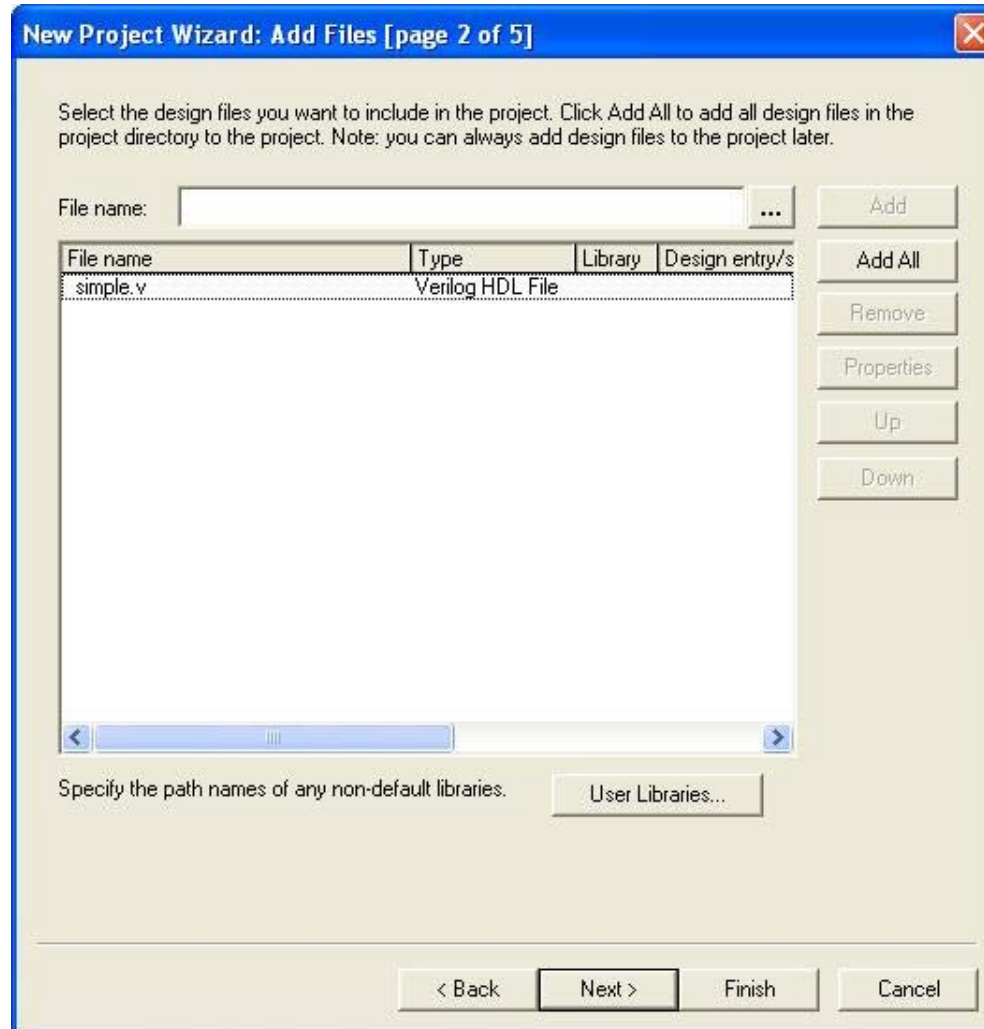 New Project Wizard: Add Files [page 2 of 5]
Select the design files you want to include in the project. Click Add All to add all design files in the
project directory to the project. Note: you can always add design files to the project later.
File name: ... Add
File name Type Library Design entry/s Add All
simple.v Verilog HDL File
Remove
Properties
Up
Down
Specify the path names of any non-default libraries. User Libraries...
< Back Next > Finish Cancel